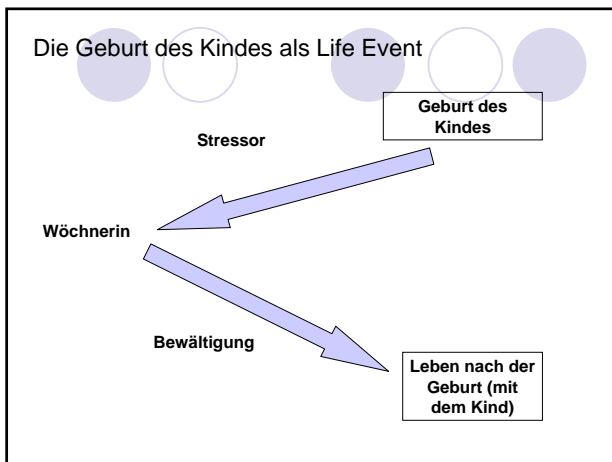 Die Geburt des Kindes als Life Event
Geburt des
Kindes
Stressor
Wöchnerin
Bewältigung
Leben nach der
Geburt (mit
dem Kind)